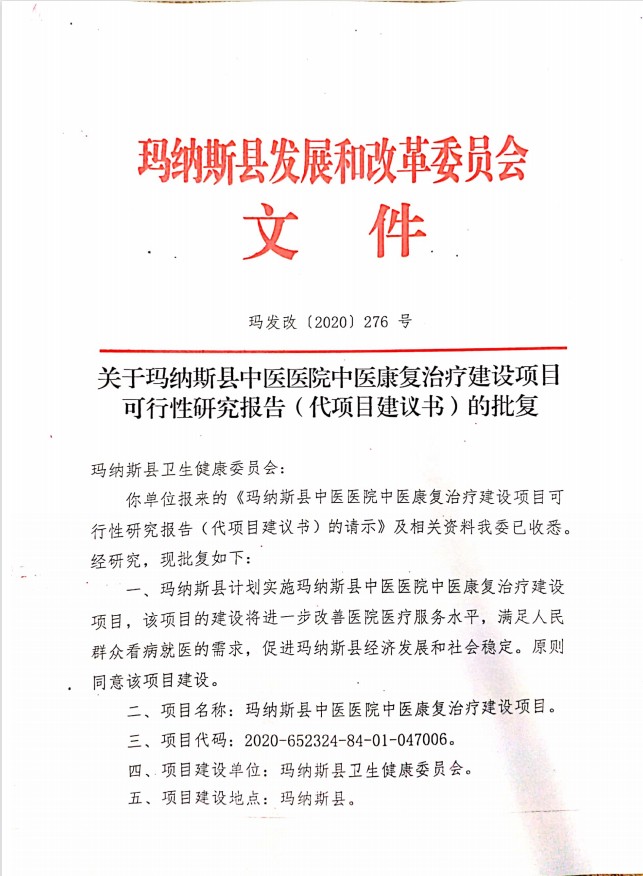 玛纳斯县发展和改革委员会
文件
玛发改〔2020〕276 号
关于玛纳斯县中医医院中医康复治疗建设项目
可行性研究报告（代项目建议书）的批复
玛纳斯县卫生健康委员会：
你单位报来的《玛纳斯县中医医院中医康复治疗建设项目可
行性研究报告（代项目建议书）的请示》及相关资料我委已收悉。
经研究，现批复如下：
一、玛纳斯县计划实施玛纳斯县中医医院中医康复治疗建设
项目，该项目的建设将进一步改善医院医疗服务水平，满足人民
群众看病就医的需求，促进玛纳斯县经济发展和社会稳定。原则
同意该项目建设。
二、项目名称：玛纳斯县中医医院中医康复治疗建设项目。
三、项目代码：2020-652324-84-01-047006。
四、项目建设单位：玛纳斯县卫生健康委员会。
五、项目建设地点：玛纳斯县。